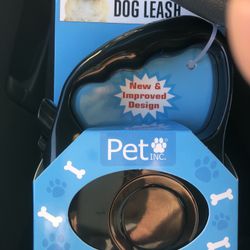 DOG LEASH
New &
Improved
Design
Pet
INC.